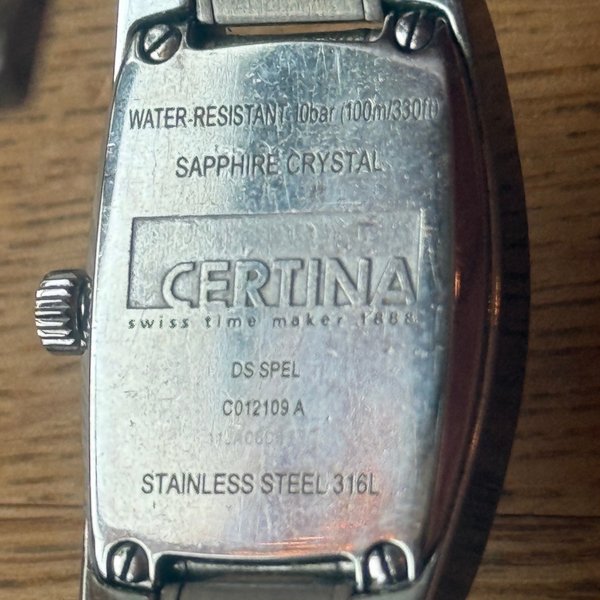 WATER-RESISTANT 10bar (100m/330ft)
SAPPHIRE CRYSTAL
CERTINA
swiss time maker 1888
DS SPEL
C012109 A
STAINLESS STEEL 316L